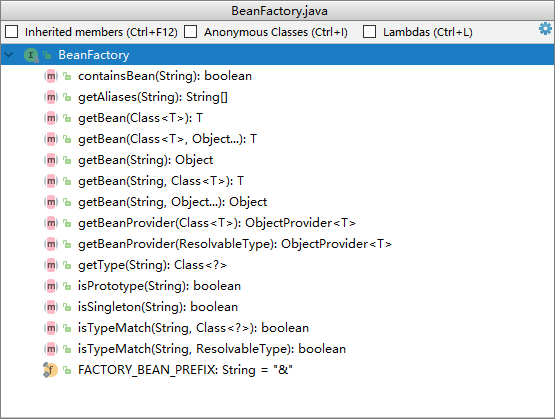 BeanFactory.java
Inherited members (Ctrl+F12) Anonymous Classes (Ctrl+I) Lambdas (Ctrl+L)
I BeanFactory
m containsBean(String): boolean
m getAliases(String): String[]
m getBean(Class<T>): T
m getBean(Class<T>, Object...): T
m getBean(String): Object
m getBean(String, Class<T>): T
m getBean(String, Object...): Object
m getBeanProvider(Class<T>): ObjectProvider<T>
m getBeanProvider(ResolvableType): ObjectProvider<T>
m getType(String): Class<?>
m isPrototype(String): boolean
m isSingleton(String): boolean
m isTypeMatch(String, Class<?>): boolean
m isTypeMatch(String, ResolvableType): boolean
f FACTORY_BEAN_PREFIX: String = "&"